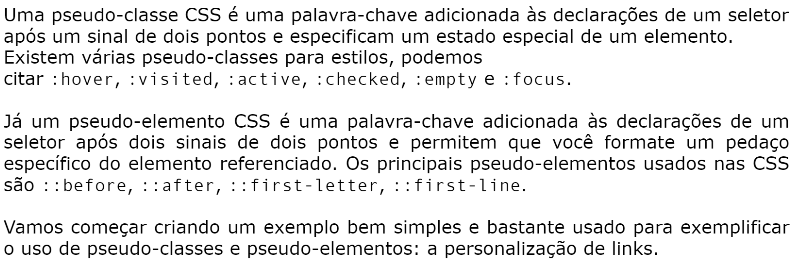 Uma pseudo-classe CSS é uma palavra-chave adicionada às declarações de um seletor
após um sinal de dois pontos e especificam um estado especial de um elemento.
Existem várias pseudo-classes para estilos, podemos
citar :hover, :visited, :active, :checked, :empty e :focus.
Já um pseudo-elemento CSS é uma palavra-chave adicionada às declarações de um
seletor após dois sinais de dois pontos e permitem que você formate um pedaço
específico do elemento referenciado. Os principais pseudo-elementos usados nas CSS
são ::before, ::after, ::first-letter, ::first-line.
Vamos começar criando um exemplo bem simples e bastante usado para exemplificar
o uso de pseudo-classes e pseudo-elementos: a personalização de links.